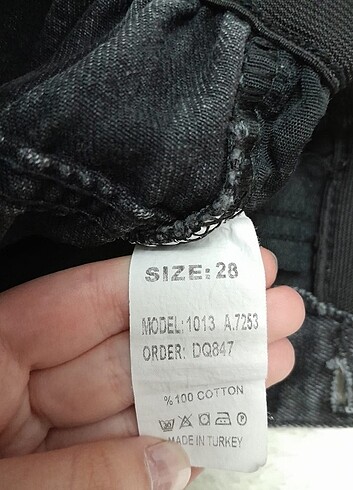 SIZE: 28
MODEL: 1013 A.7253
ORDER: DQ847
%100 COTTON
MADE IN TURKEY